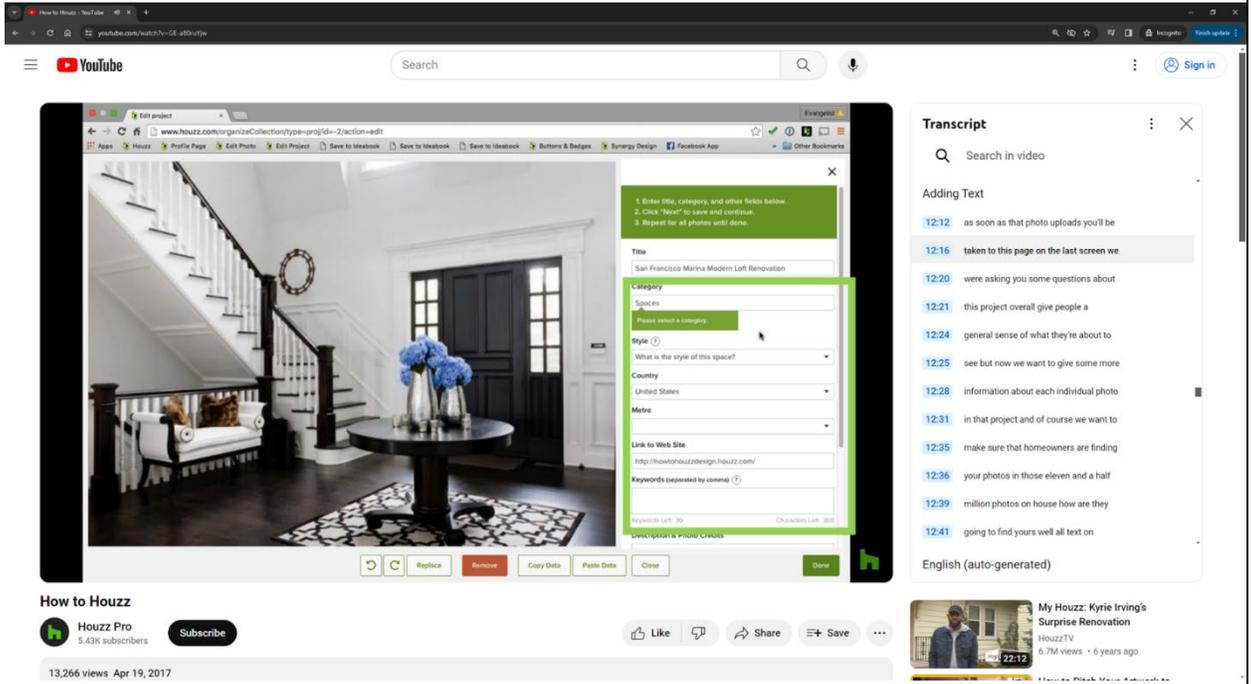 How to Houzz - YouTube
youtube.com/watch?v=GE-a80ruYjw
Incognito
Finish update
YouTube
Search
Sign in
Edit project
Evangelist
www.houzz.com/organizeCollection/type=proj/id=-2/action=edit
Apps Houzz Profile Page Edit Photo Edit Project Save to Ideabook Save to Ideabook Save to Ideabook Buttons & Badges Synergy Design Facebook App » Other Bookmarks
1. Enter title, category, and other fields below.
2. Click "Next" to save and continue.
3. Repeat for all photos until done.
Title
San Francisco Marina Modern Loft Renovation
Category
Spaces
Please select a category.
Style ?
What is the style of this space?
Country
United States
Metro
Link to Web Site
http://howtohouzzdesign.houzz.com/
Keywords (separated by comma) ?
Keywords Left: 30 Characters Left: 300
Description & Photo Credits
Replace
Remove
Copy Data
Paste Data
Close
Done
Transcript
Search in video
Adding Text
12:12 as soon as that photo uploads you'll be
12:16 taken to this page on the last screen we
12:20 were asking you some questions about
12:21 this project overall give people a
12:24 general sense of what they're about to
12:25 see but now we want to give some more
12:28 information about each individual photo
12:31 in that project and of course we want to
12:35 make sure that homeowners are finding
12:36 your photos in those eleven and a half
12:39 million photos on house how are they
12:41 going to find yours well all text on
English (auto-generated)
How to Houzz
Houzz Pro
5.43K subscribers
Subscribe
Like
Share
Save
13,266 views Apr 19, 2017
My Houzz: Kyrie Irving's
Surprise Renovation
HouzzTV
6.7M views • 6 years ago
22:12
How to Pitch Your Artwork to